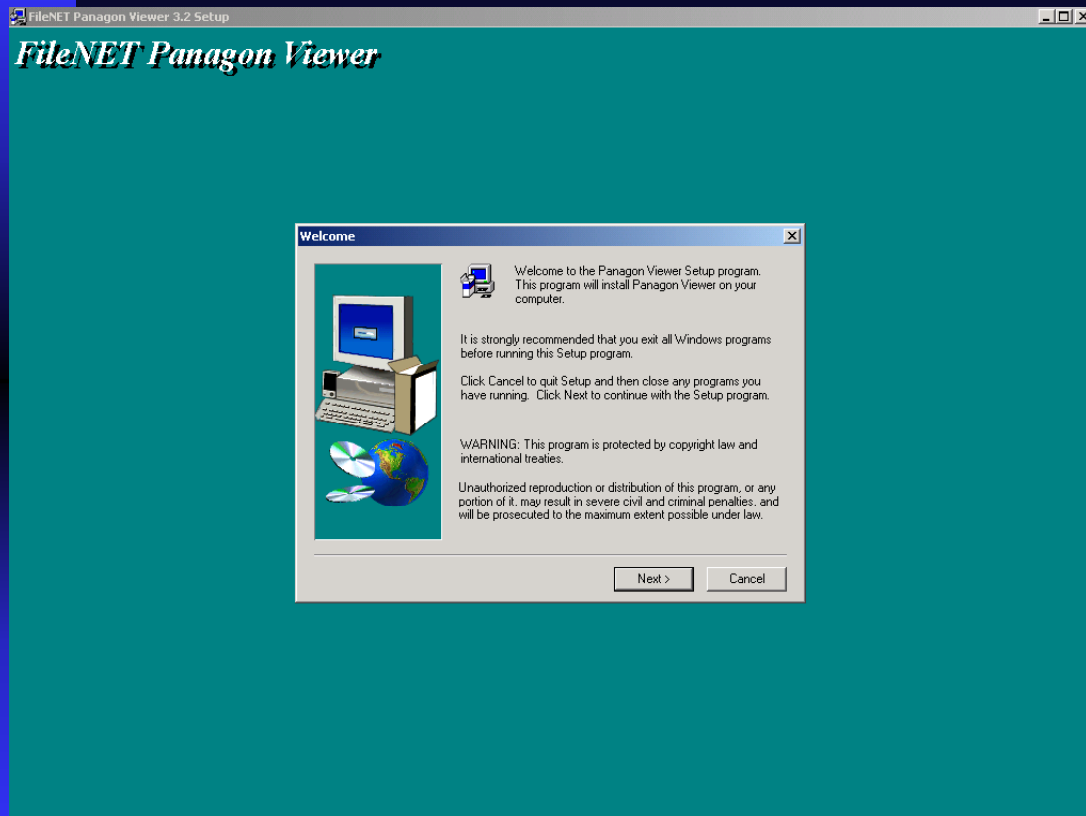 FileNET Panagon Viewer 3.2 Setup
FileNET Panagon Viewer
Welcome
Welcome to the Panagon Viewer Setup program.
This program will install Panagon Viewer on your
computer.
It is strongly recommended that you exit all Windows programs
before running this Setup program.
Click Cancel to quit Setup and then close any programs you
have running.  Click Next to continue with the Setup program.
WARNING: This program is protected by copyright law and
international treaties.
Unauthorized reproduction or distribution of this program, or any
portion of it, may result in severe civil and criminal penalties, and
will be prosecuted to the maximum extent possible under law.
Next >
Cancel